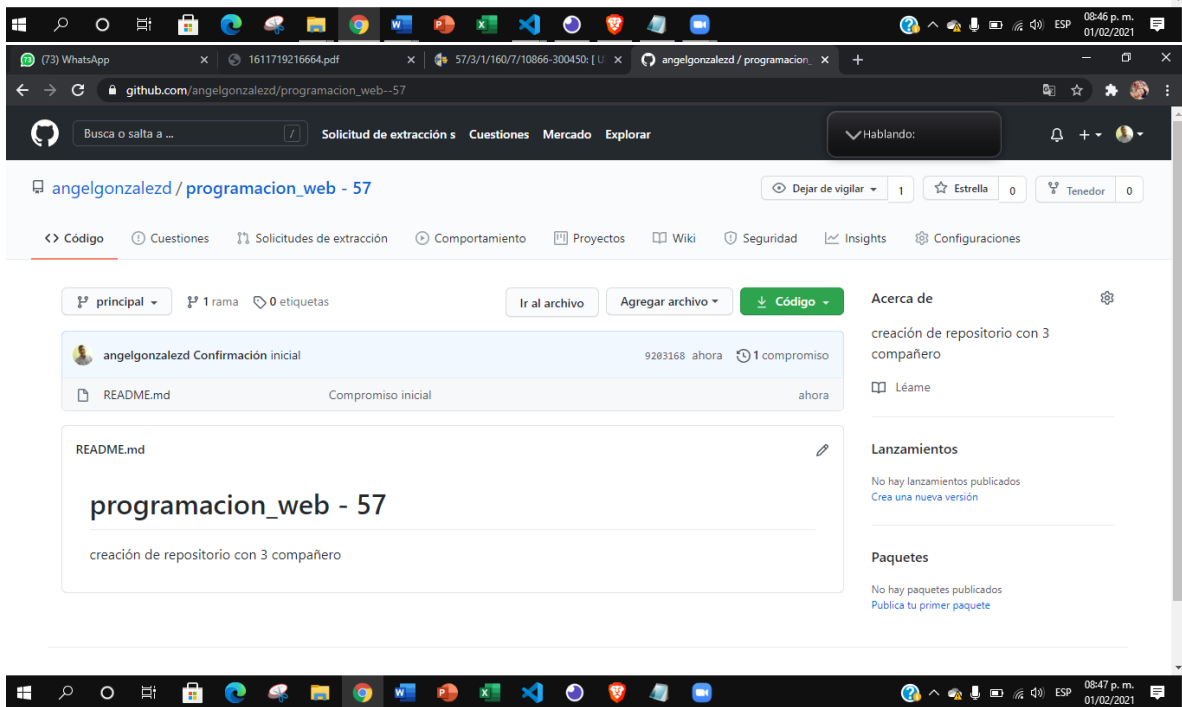 08:46 p. m.
ESP
01/02/2021
(73) WhatsApp
1611719216664.pdf
57/3/1/160/7/10866-300450: [ U
angelgonzalezd / programacion_
github.com/angelgonzalezd/programacion_web--57
Busca o salta a ...
/
Solicitud de extracción s Cuestiones Mercado Explorar
Hablando:
angelgonzalezd / programacion_web - 57
Dejar de vigilar 1
Estrella 0
Tenedor 0
Código
Cuestiones
Solicitudes de extracción
Comportamiento
Proyectos
Wiki
Seguridad
Insights
Configuraciones
principal
1 rama
0 etiquetas
Ir al archivo
Agregar archivo
Código
angelgonzalezd Confirmación inicial
9203168 ahora
1 compromiso
README.md
Compromiso inicial
ahora
README.md
programacion_web - 57
creación de repositorio con 3 compañero
Acerca de
creación de repositorio con 3
compañero
Léame
Lanzamientos
No hay lanzamientos publicados
Crea una nueva versión
Paquetes
No hay paquetes publicados
Publica tu primer paquete
08:47 p. m.
ESP
01/02/2021